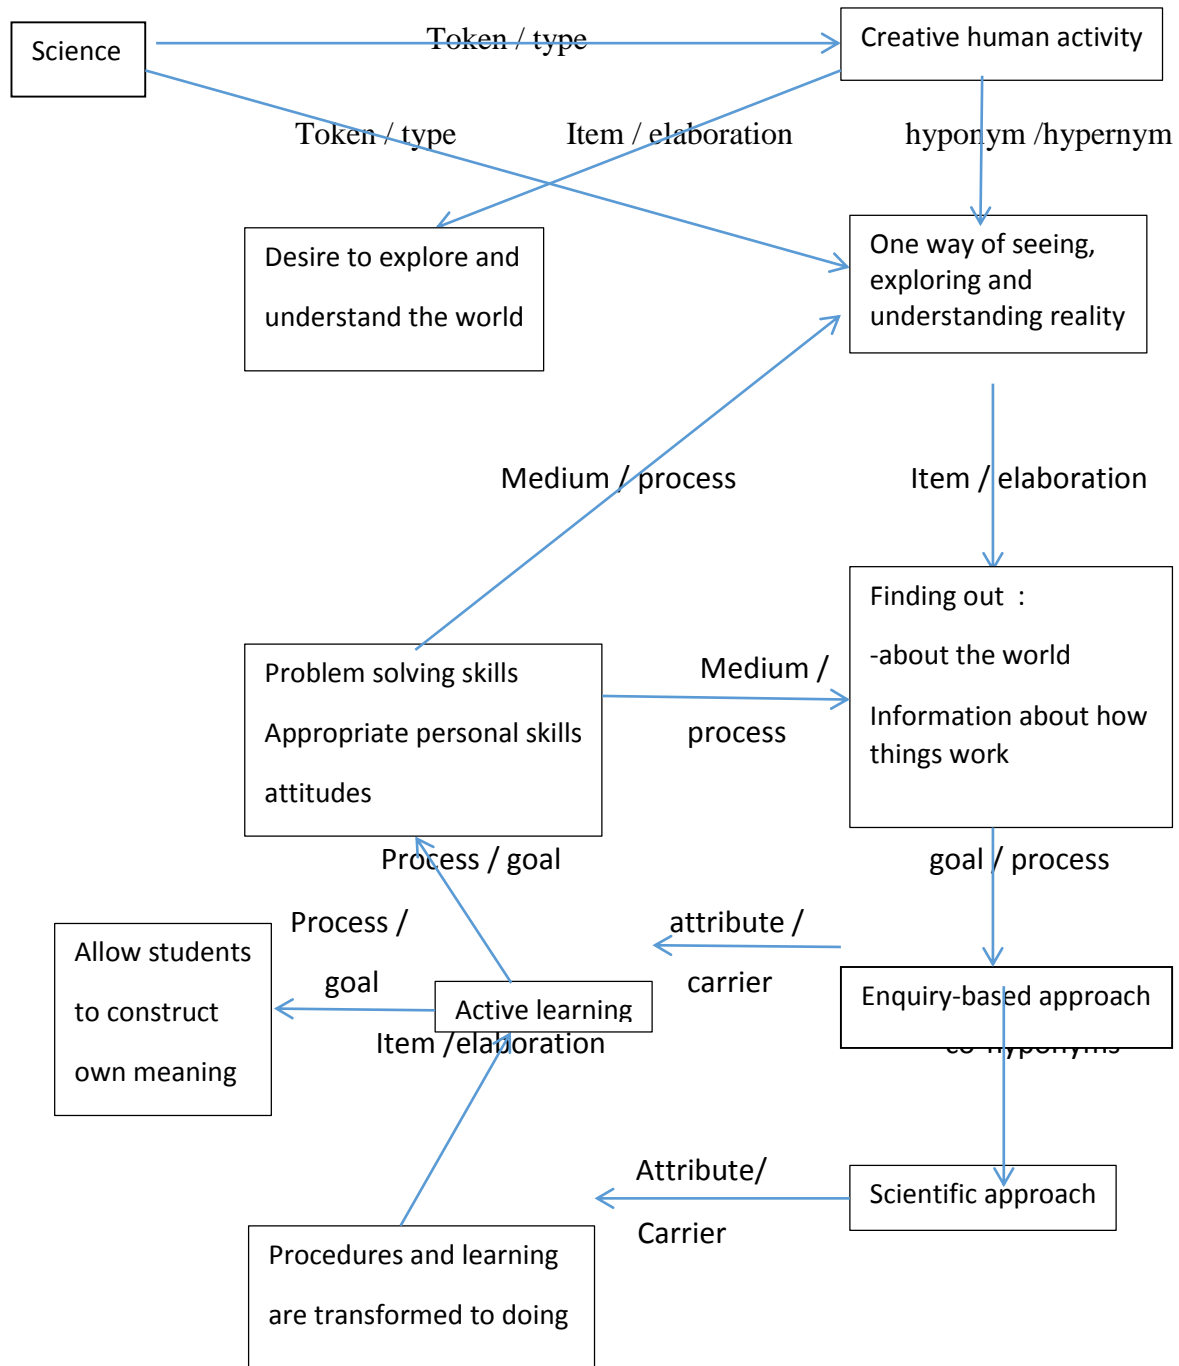 Science
Token / type
Creative human activity
Token / type
Item / elaboration
hyponym /hypernym
Desire to explore and
understand the world
One way of seeing,
exploring and
understanding reality
Medium / process
Item / elaboration
Finding out :
-about the world
Information about how
things work
Problem solving skills
Appropriate personal skills
attitudes
Medium /
process
Process / goal
goal / process
Process /
goal
attribute /
carrier
Allow students
to construct
own meaning
Active learning
Enquiry-based approach
Item /elaboration
co-hyponyms
Attribute/
Carrier
Scientific approach
Procedures and learning
are transformed to doing